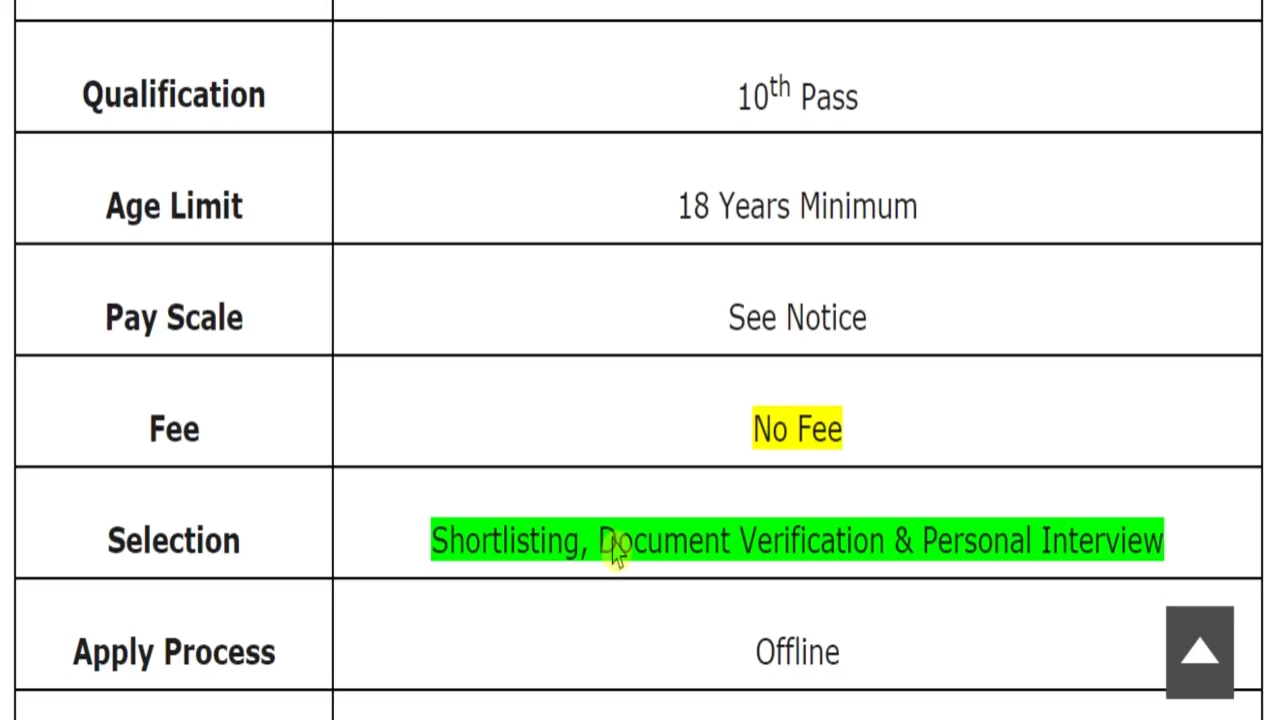 Qualification 10th Pass
Age Limit 18 Years Minimum
Pay Scale See Notice
Fee No Fee
Selection Shortlisting, Document Verification & Personal Interview
Apply Process Offline